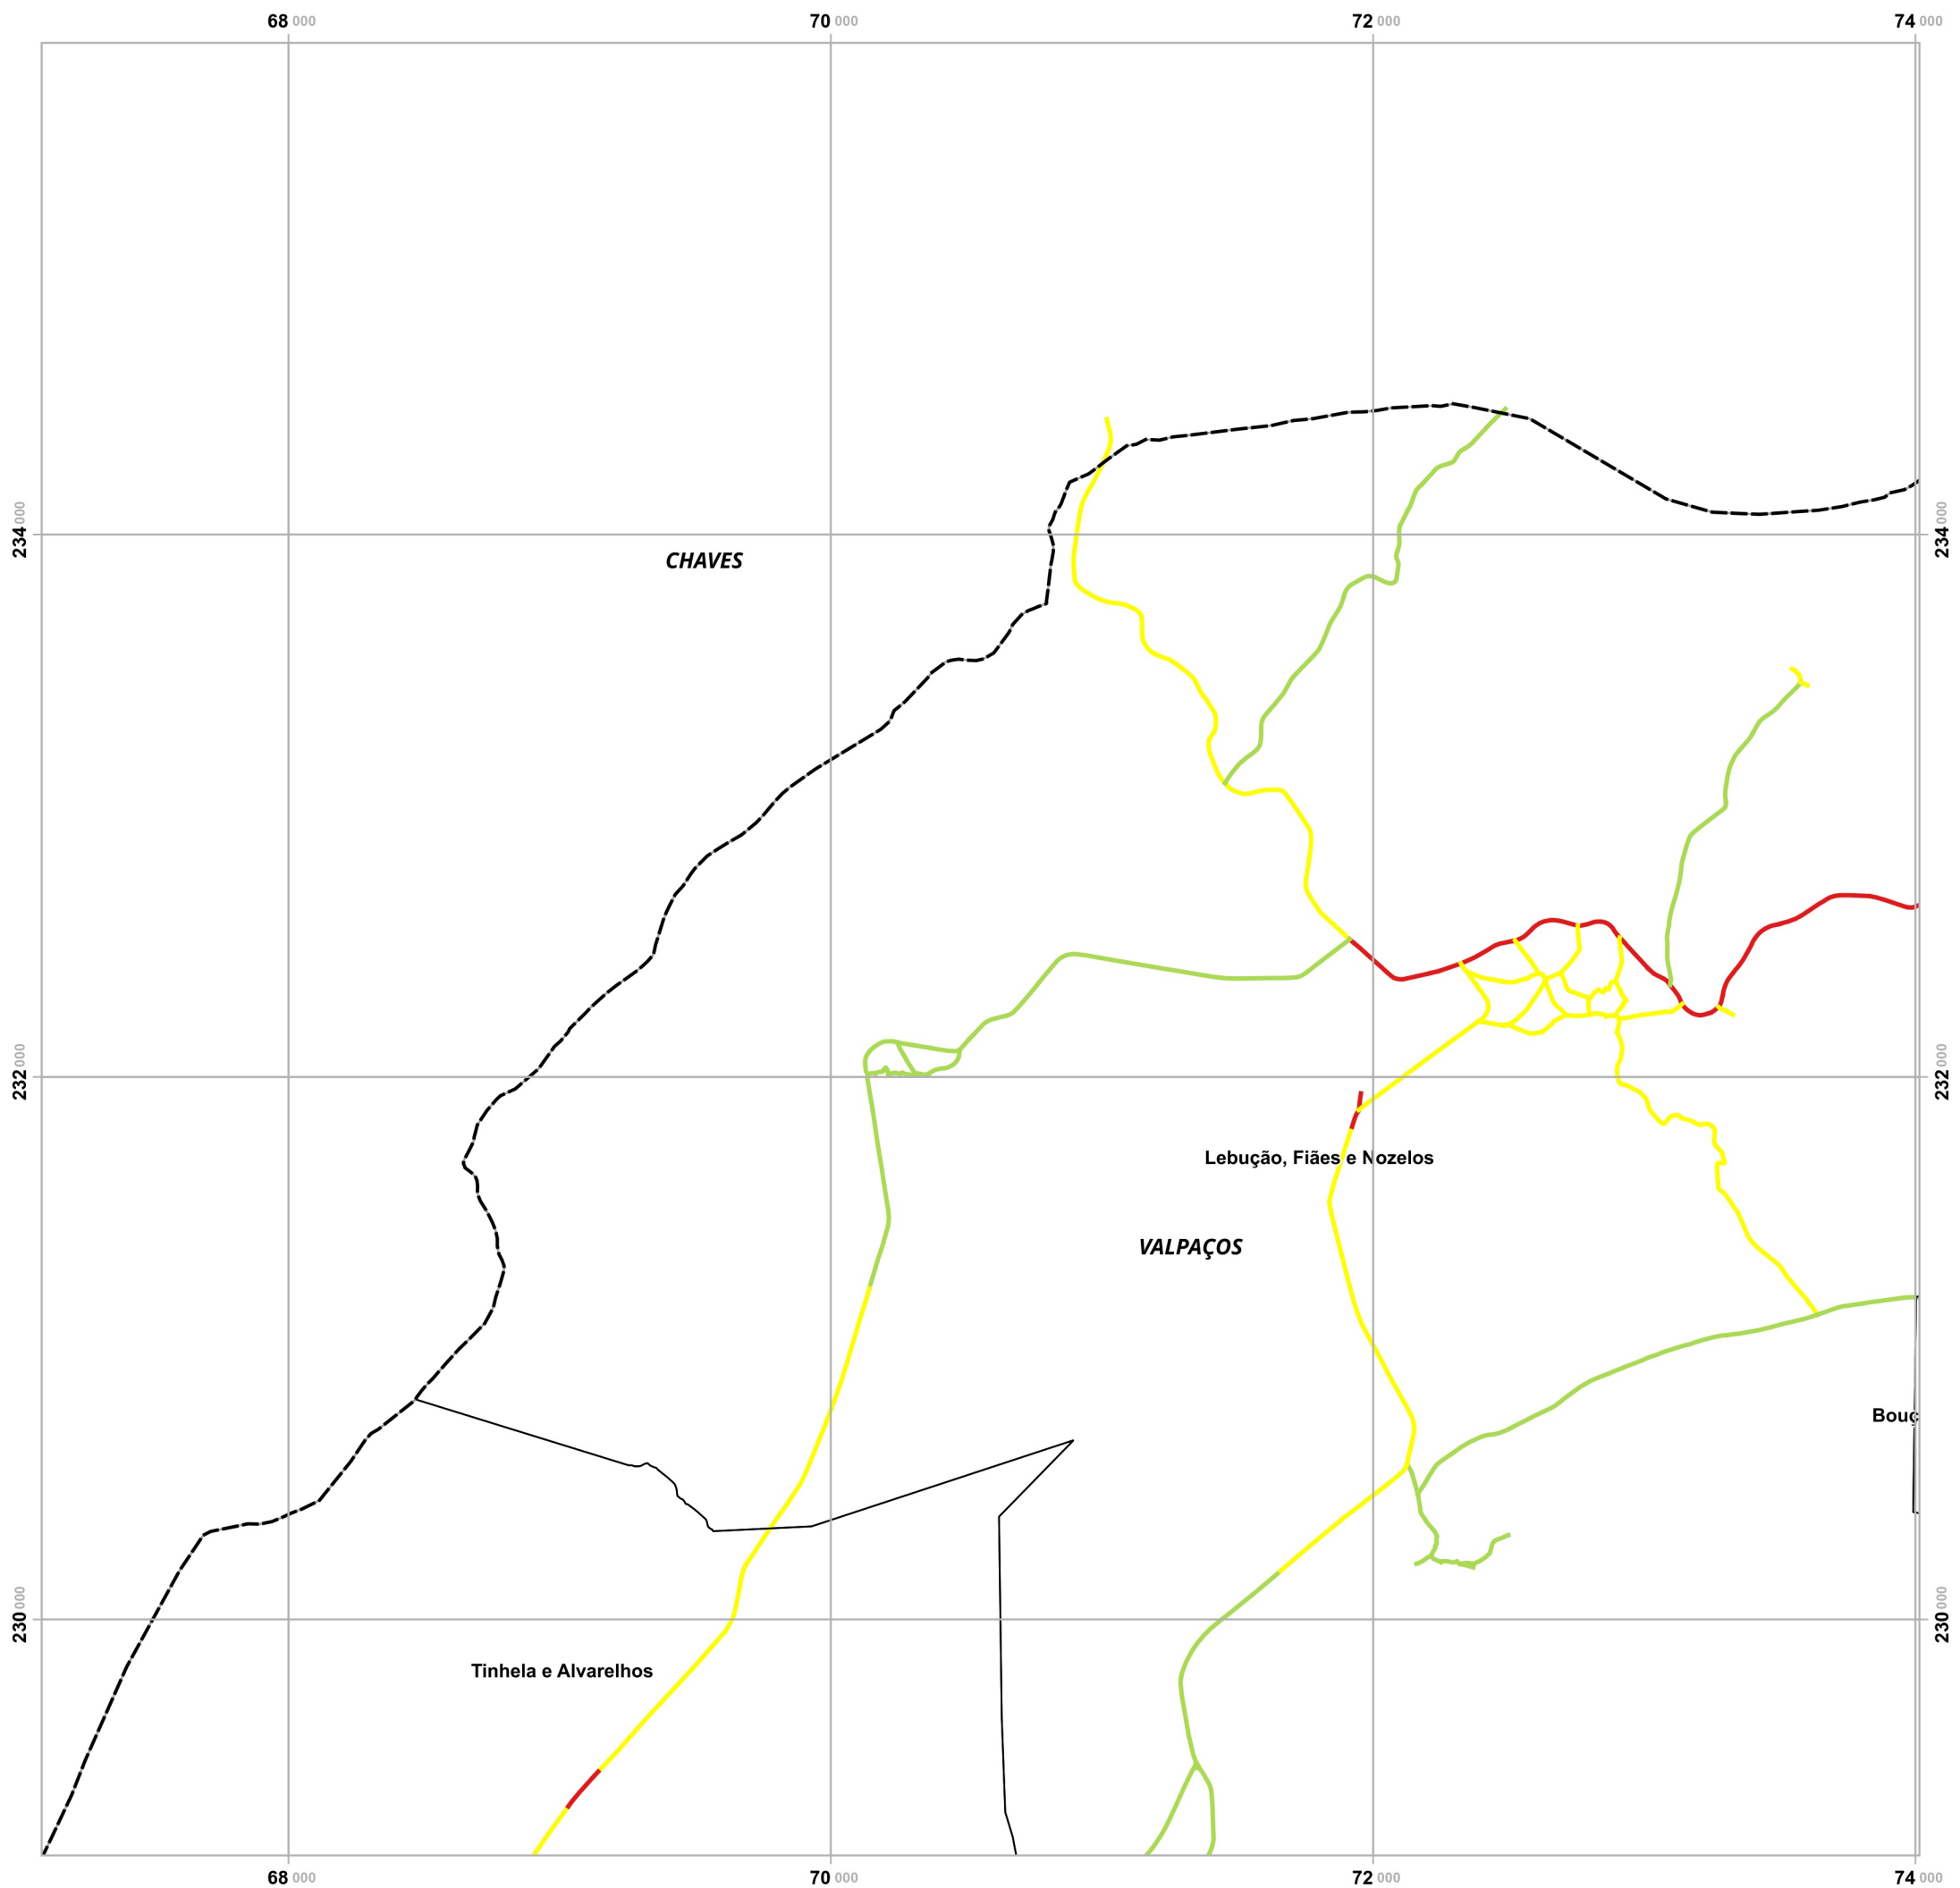 68 000 70 000 72 000 74 000
234 000 234 000
CHAVES
232 000 232 000
Lebução, Fiães e Nozelos
VALPAÇOS
Bouç
230 000 230 000
Tinhela e Alvarelhos
68 000 70 000 72 000 74 000